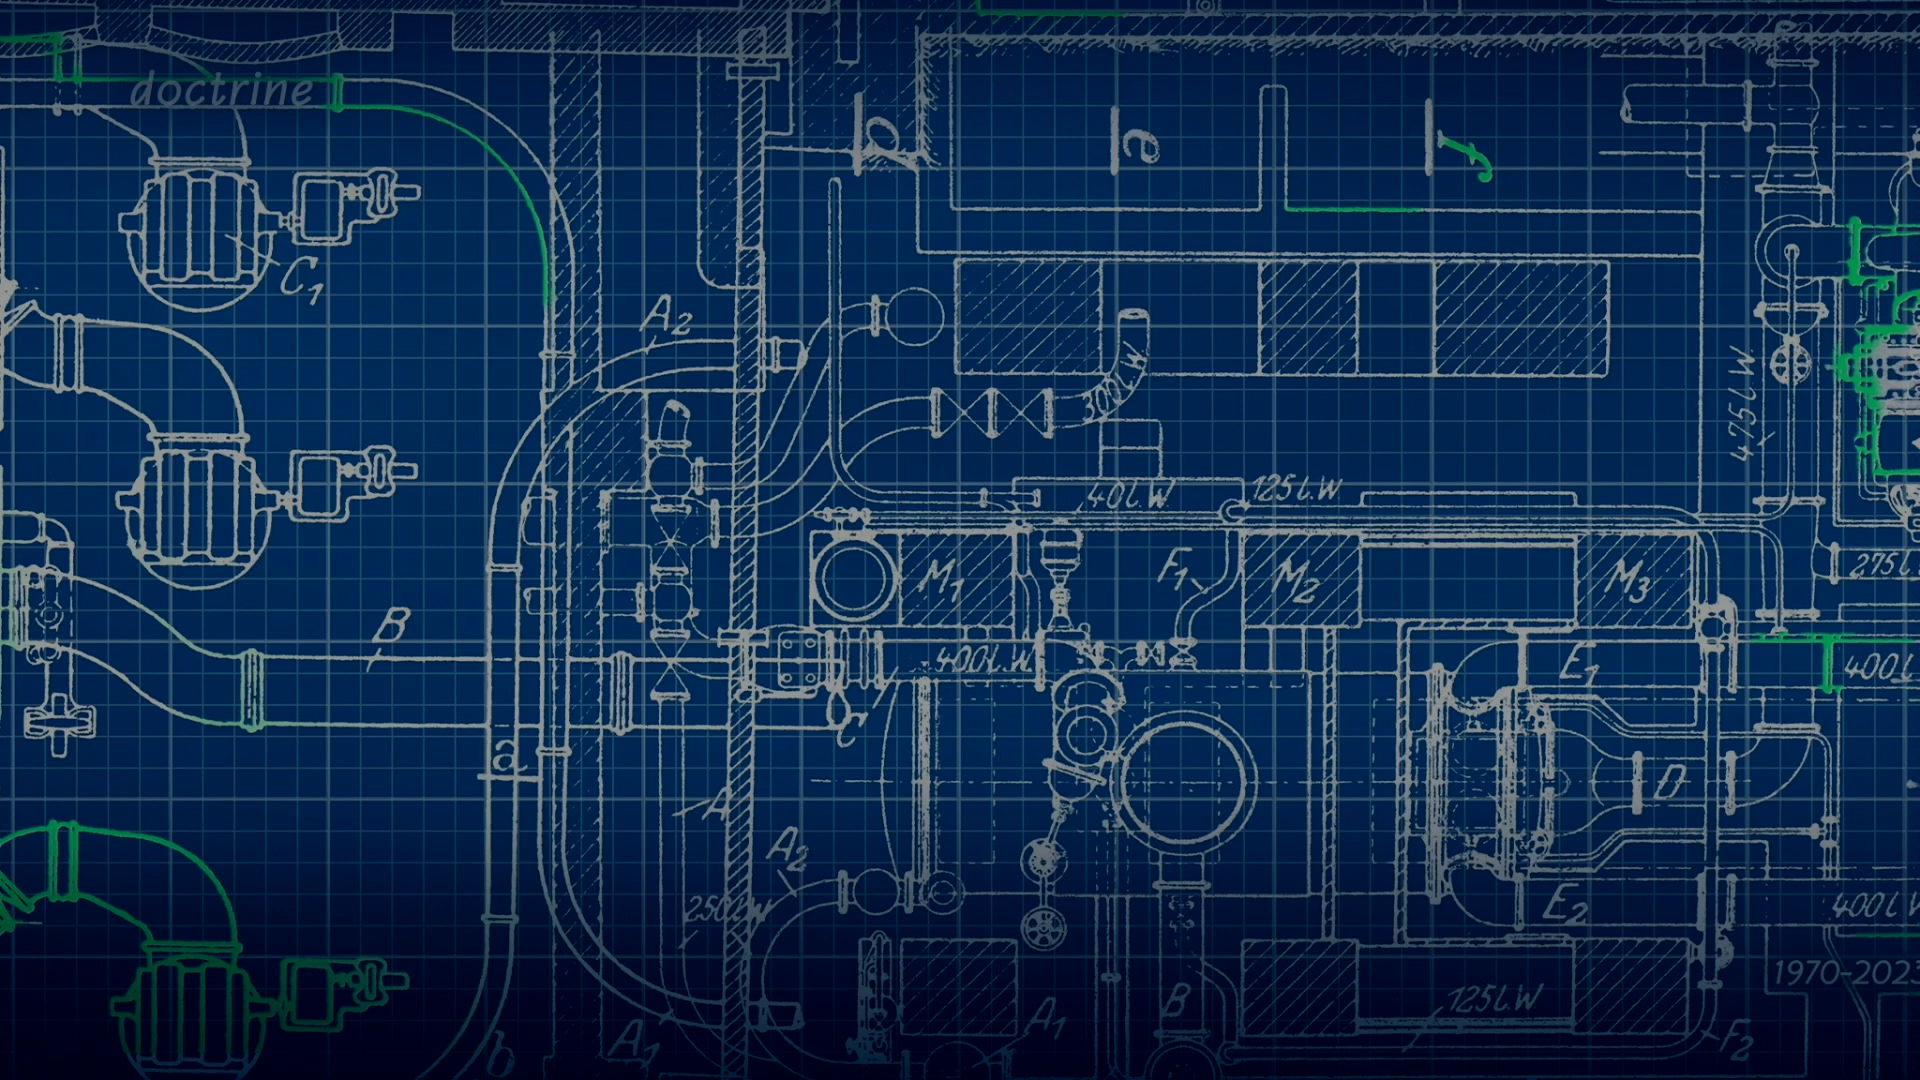 doctrine
p
a
f
C1
A2
300l.W
475l.W
40l.W
125l.W
275l.
F1
M1
M2
M3
B
400l.W.
E1
400l
C
a
D
A
A2
250l.W
E2
400l W
1970-2023
B
125l.W
A1
A1
b
F2